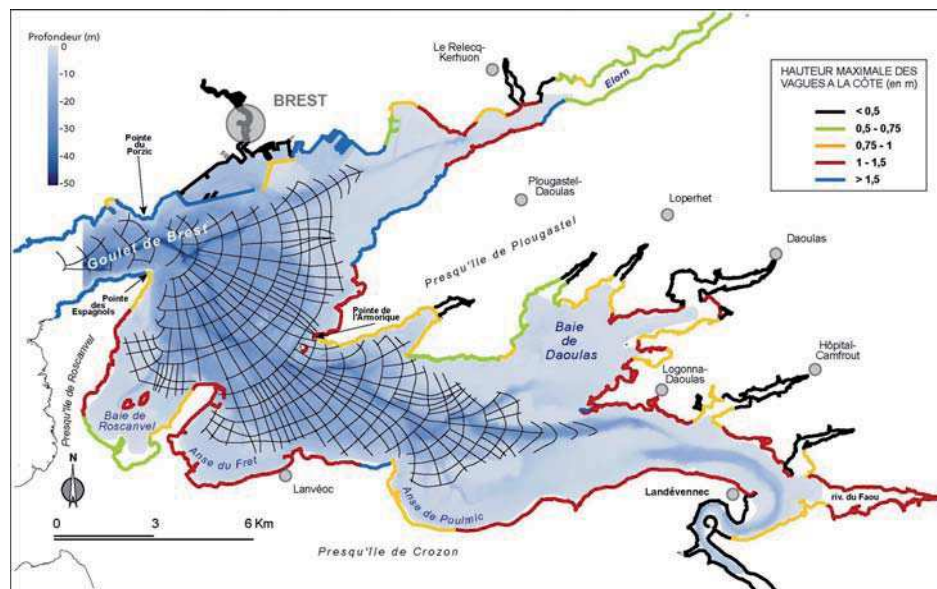 Profondeur (m)
0
-10
-20
-30
-40
-50
Le Relecq-
Kerhuon
Elorn
HAUTEUR MAXIMALE DES
VAGUES A LA CÔTE (en m)
< 0,5
0,5 - 0,75
0,75 - 1
1 - 1,5
> 1,5
BREST
Pointe
du
Porzic
Plougastel-
Daoulas
Loperhet
Daoulas
Goulet de Brest
Presqu'île de Plougastel
Pointe
des
Espagnols
Pointe de
l'Armorique
Baie
de
Daoulas
Hôpital-
Camfrout
Logonna-
Daoulas
Presqu'île de Roscanvel
Baie de
Roscanvel
Anse du Fret
Lanvéoc
Anse de Poulmic
Landévennec
riv. du Faou
N
0
3
6 Km
Presqu'île de Crozon